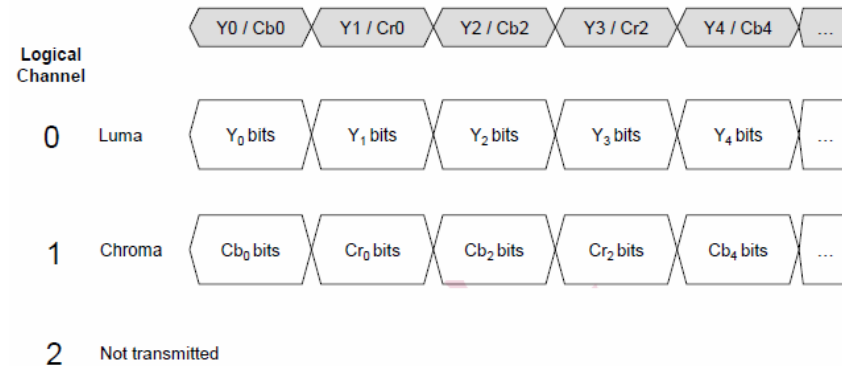 Y0 / Cb0 Y1 / Cr0 Y2 / Cb2 Y3 / Cr2 Y4 / Cb4 ...
Logical
Channel
0 Luma Y₀ bits Y₁ bits Y₂ bits Y₃ bits Y₄ bits ...
1 Chroma Cb₀ bits Cr₀ bits Cb₂ bits Cr₂ bits Cb₄ bits ...
2 Not transmitted